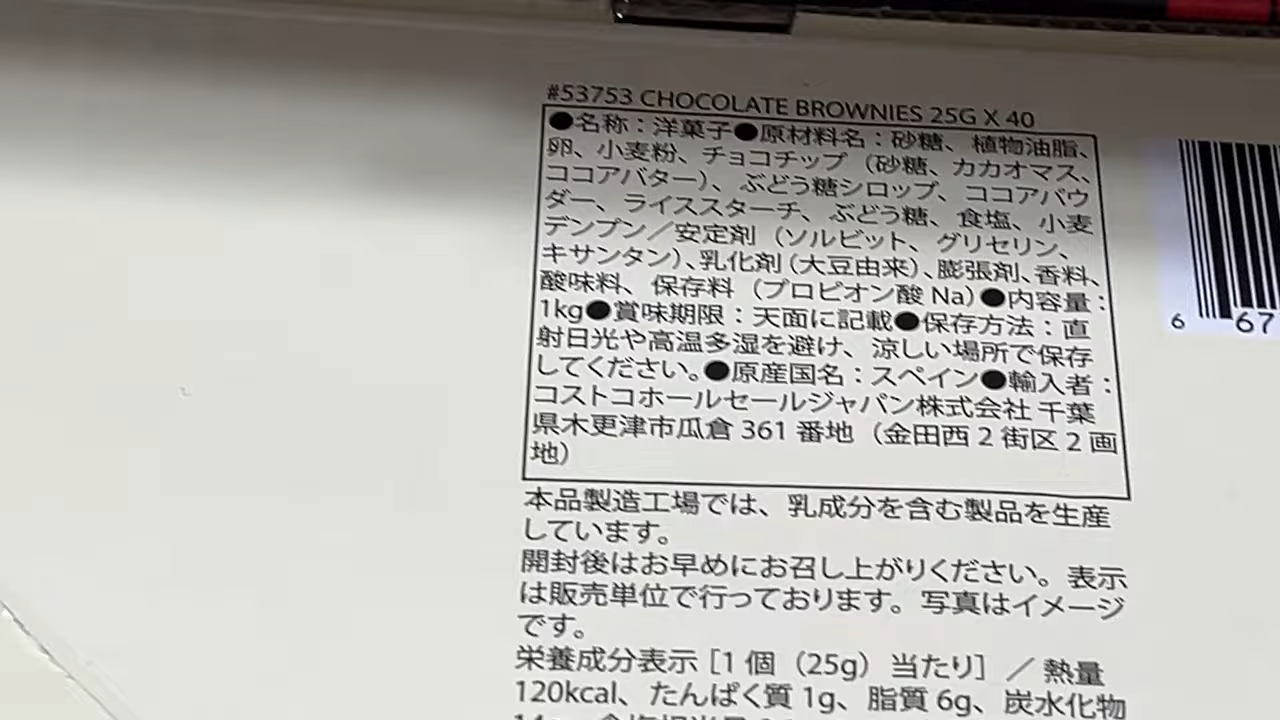 #53753 CHOCOLATE BROWNIES 25G X 40
●名称：洋菓子●原材料名：砂糖、植物油脂、
卵、小麦粉、チョコチップ（砂糖、カカオマス、
ココアバター）、ぶどう糖シロップ、ココアパウ
ダー、ライススターチ、ぶどう糖、食塩、小麦
デンプン／安定剤（ソルビット、グリセリン、
キサンタン）、乳化剤（大豆由来）、膨張剤、香料、
酸味料、保存料（プロピオン酸 Na）●内容量：
1kg●賞味期限：天面に記載●保存方法：直
射日光や高温多湿を避け、涼しい場所で保存
してください。●原産国名：スペイン●輸入者：
コストコホールセールジャパン株式会社 千葉
県木更津市瓜倉 361 番地（金田西 2 街区 2 画
地）
本品製造工場では、乳成分を含む製品を生産
しています。
開封後はお早めにお召し上がりください。表示
は販売単位で行っております。写真はイメージ
です。
栄養成分表示［1 個（25g）当たり］／熱量
120kcal、たんぱく質 1g、脂質 6g、炭水化物
6 67